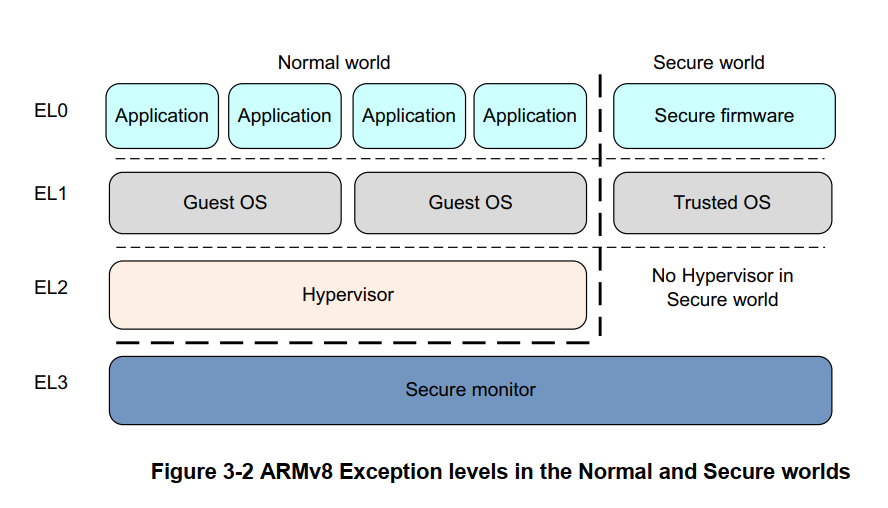 Normal world
Secure world
EL0
Application
Application
Application
Application
Secure firmware
EL1
Guest OS
Guest OS
Trusted OS
EL2
Hypervisor
No Hypervisor in
Secure world
EL3
Secure monitor
Figure 3-2 ARMv8 Exception levels in the Normal and Secure worlds